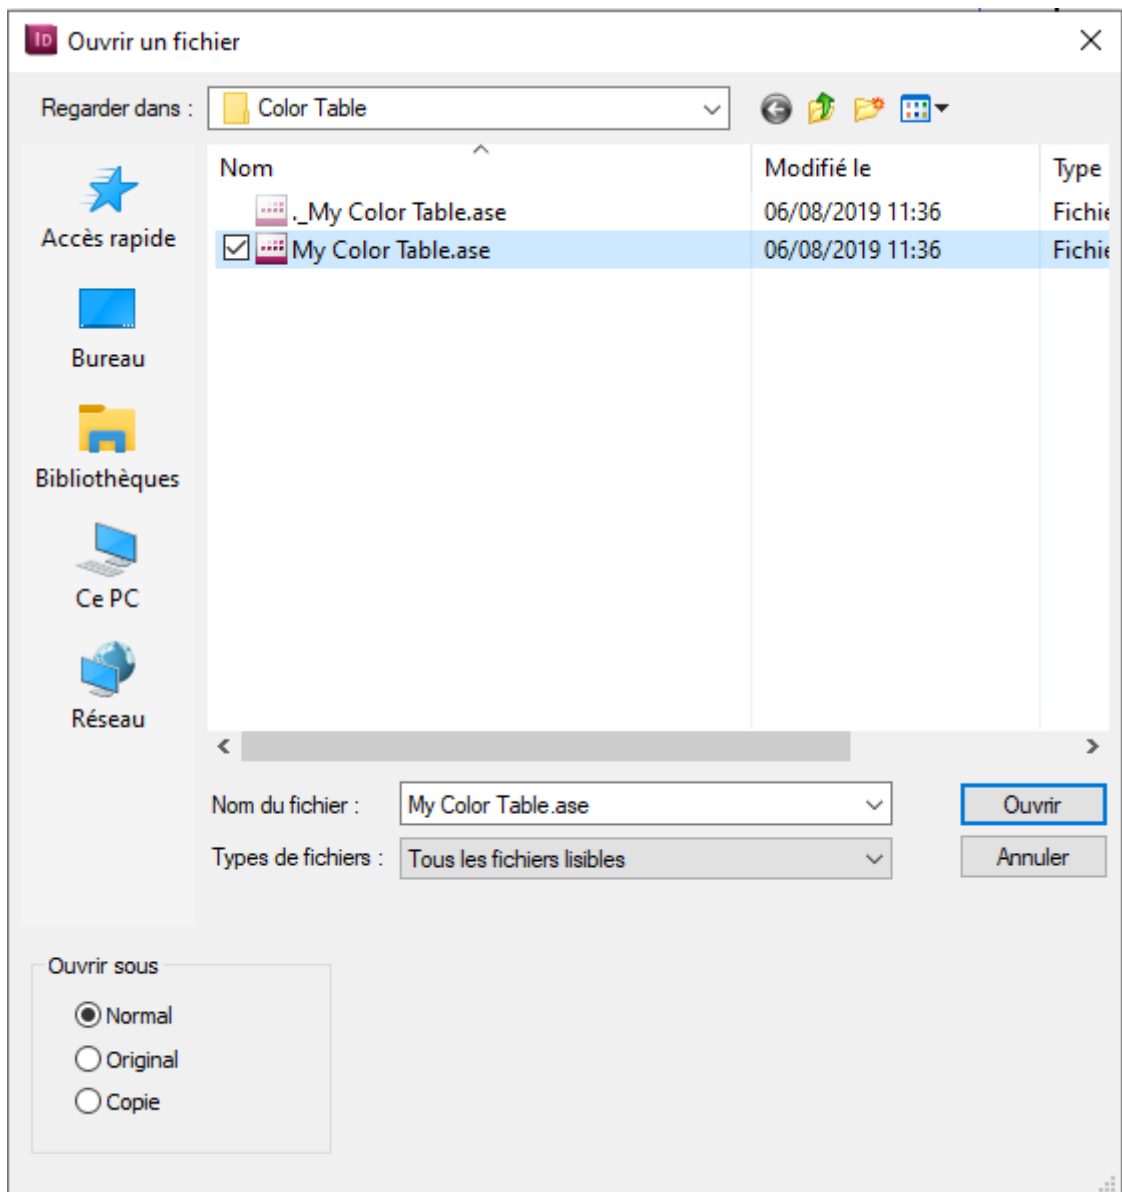 ID Ouvrir un fichier
Regarder dans : Color Table
Nom Modifié le Type
._My Color Table.ase 06/08/2019 11:36 Fichie
My Color Table.ase 06/08/2019 11:36 Fichie
Accès rapide
Bureau
Bibliothèques
Ce PC
Réseau
Nom du fichier : My Color Table.ase Ouvrir
Types de fichiers : Tous les fichiers lisibles Annuler
Ouvrir sous
Normal
Original
Copie